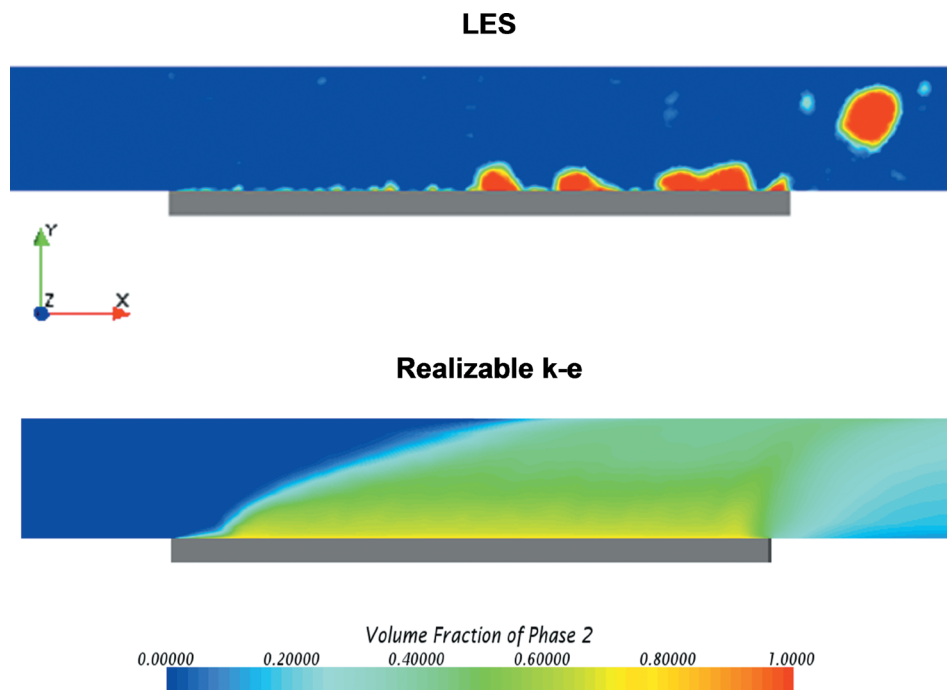 LES
Y
Z X
Realizable k-e
Volume Fraction of Phase 2
0.00000 0.20000 0.40000 0.60000 0.80000 1.0000